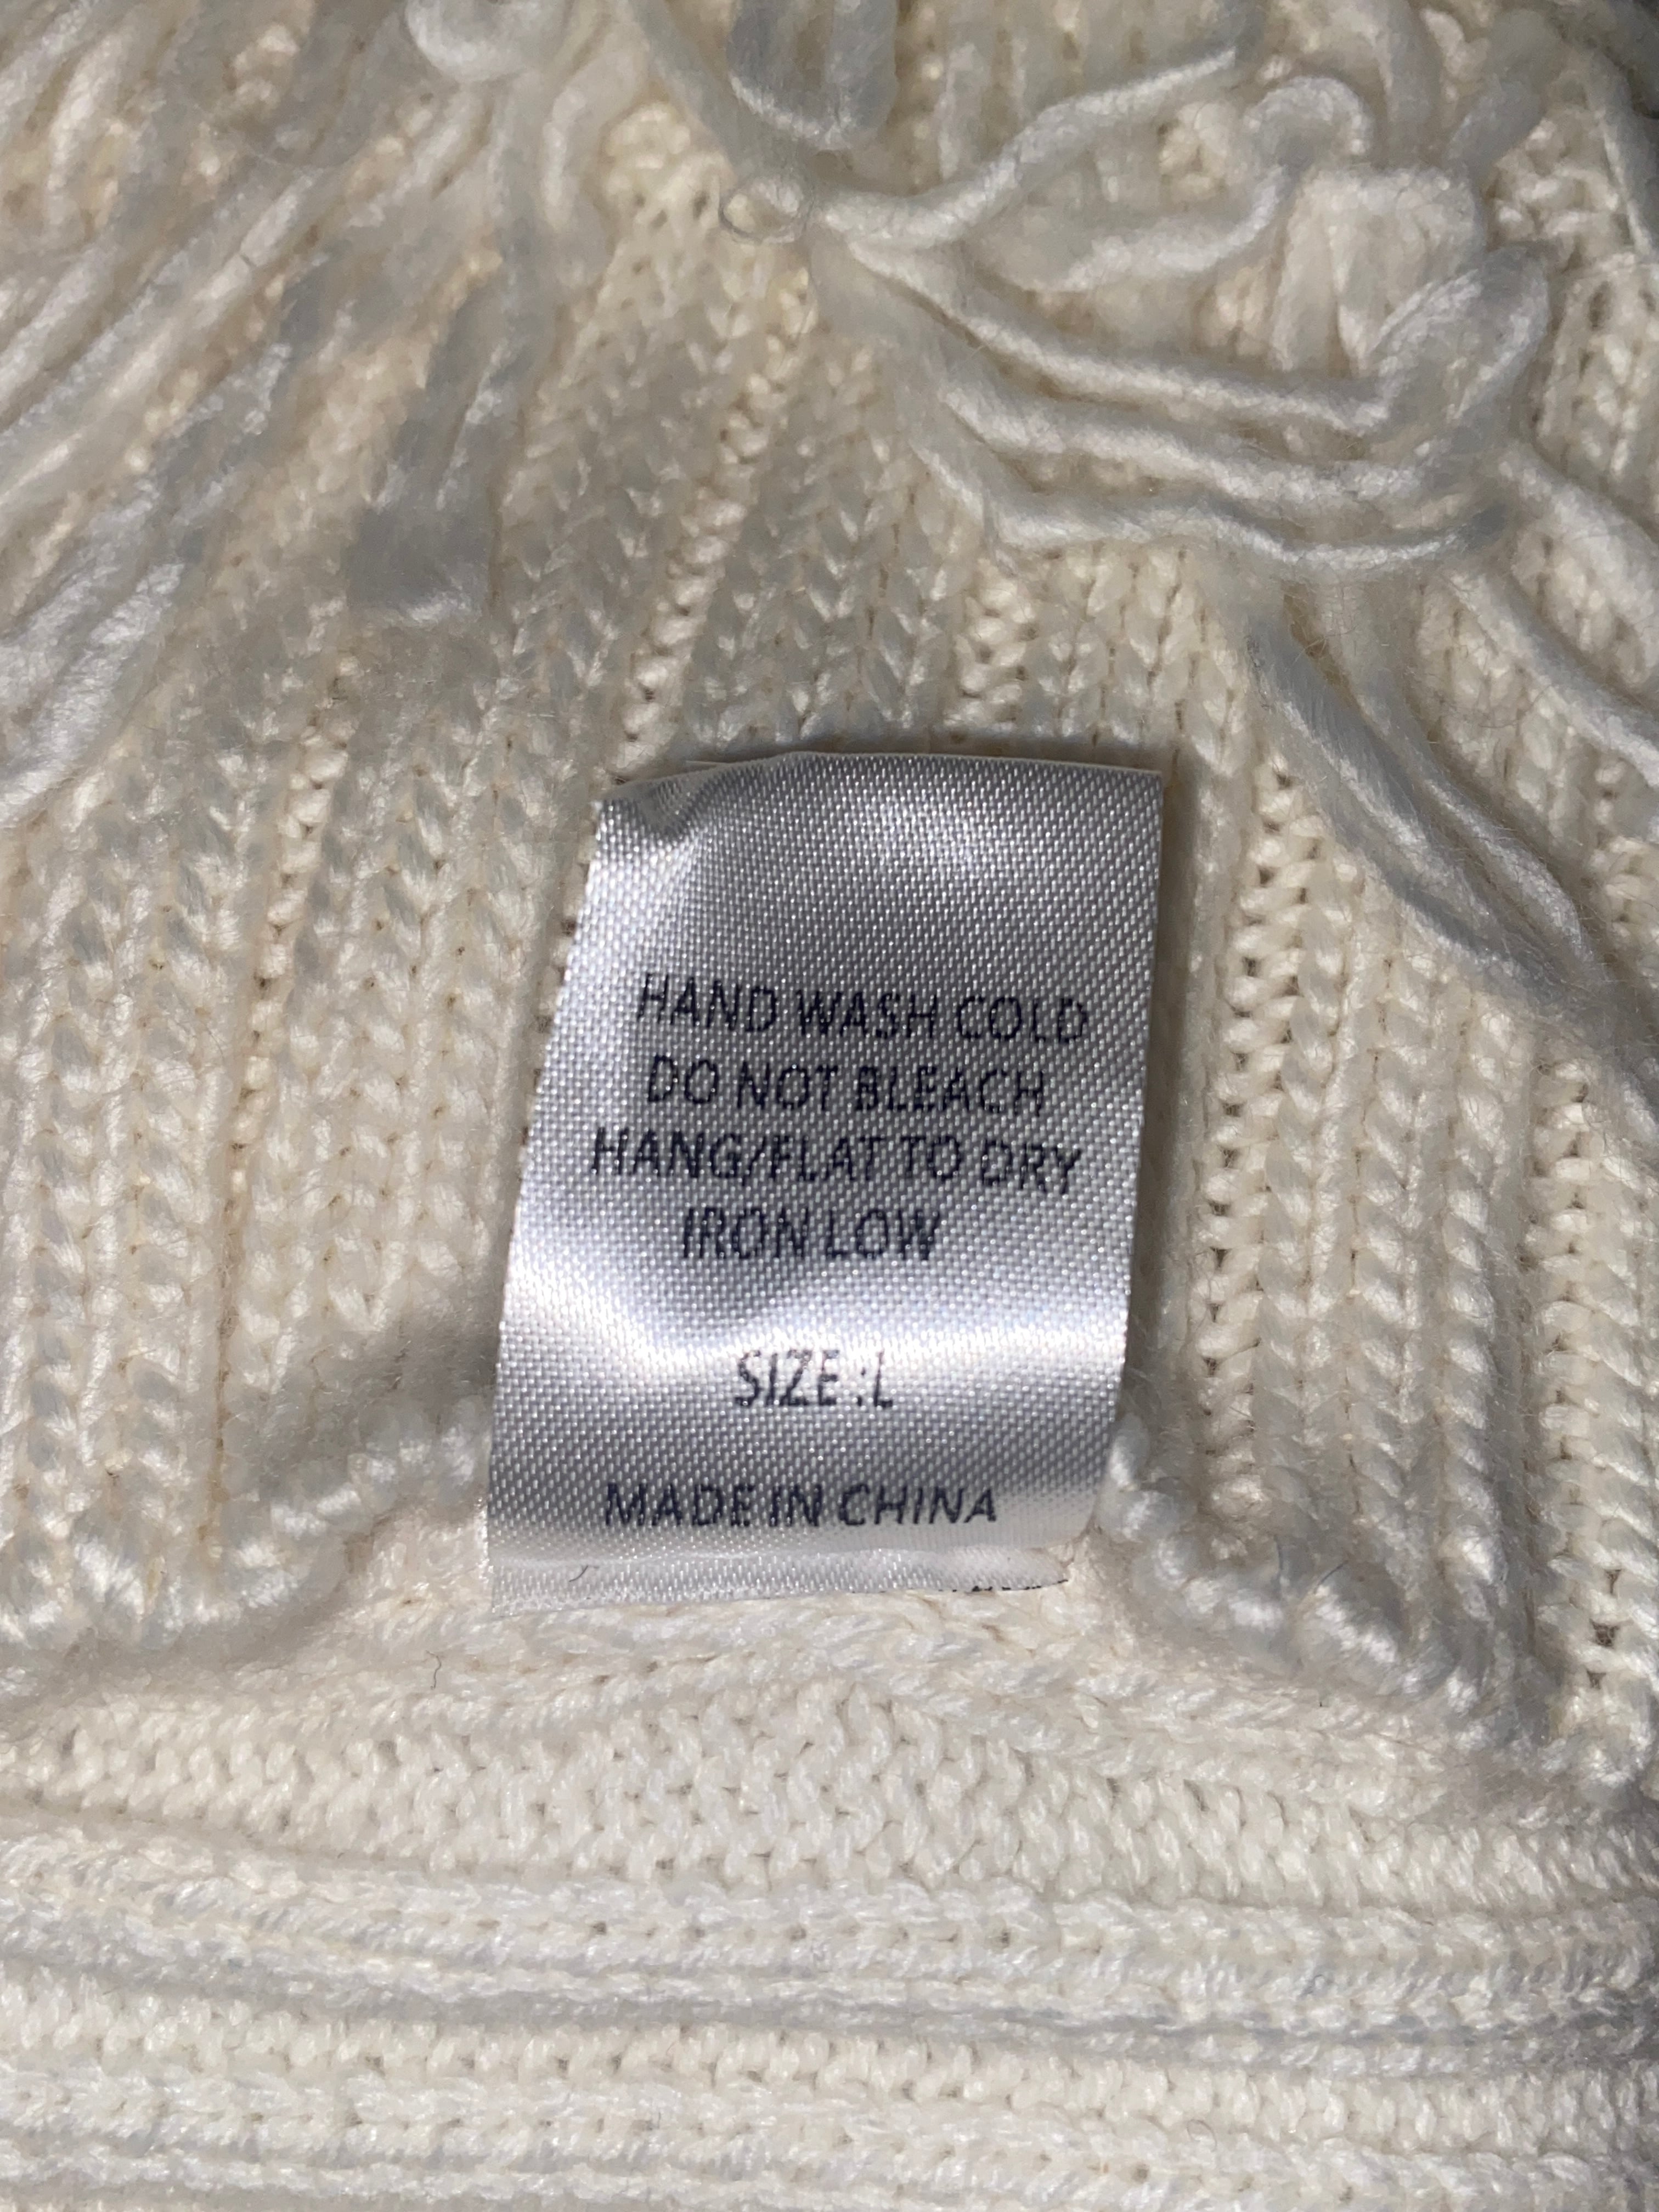 HAND WASH COLD
DO NOT BLEACH
HANG/FLAT TO DRY
IRON LOW
SIZE :L
MADE IN CHINA